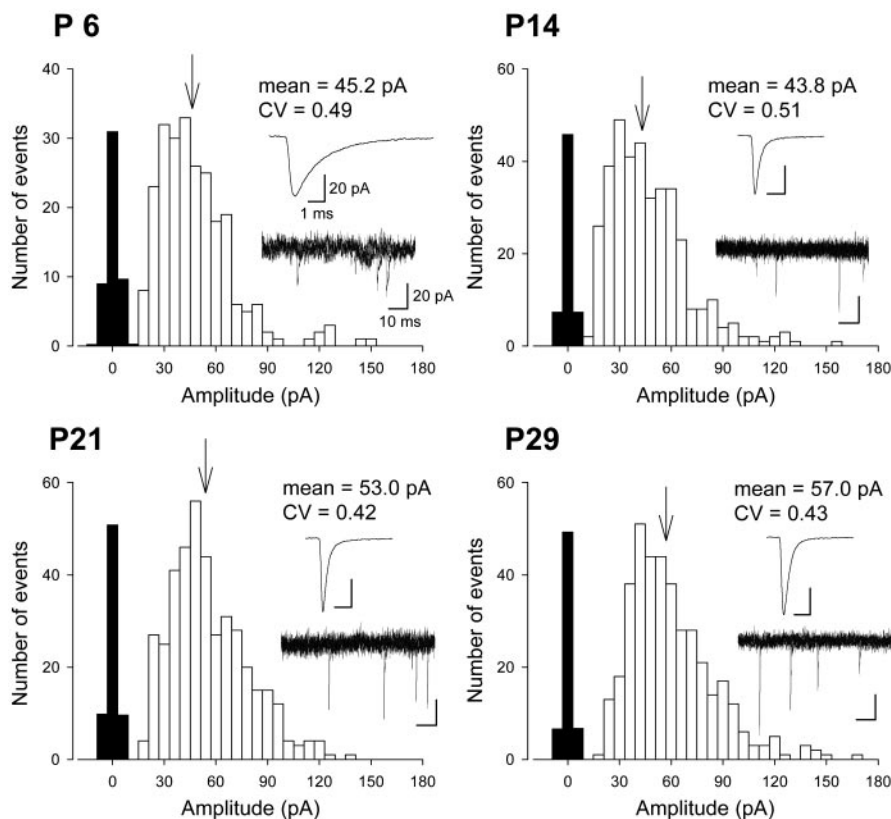 P 6
mean = 45.2 pA
CV = 0.49
20 pA
1 ms
20 pA
10 ms
Number of events
40
30
20
10
0
0 30 60 90 120 150 180
Amplitude (pA)
P14
mean = 43.8 pA
CV = 0.51
Number of events
60
40
20
0
0 30 60 90 120 150 180
Amplitude (pA)
P21
mean = 53.0 pA
CV = 0.42
Number of events
60
40
20
0
0 30 60 90 120 150 180
Amplitude (pA)
P29
mean = 57.0 pA
CV = 0.43
Number of events
60
40
20
0
0 30 60 90 120 150 180
Amplitude (pA)